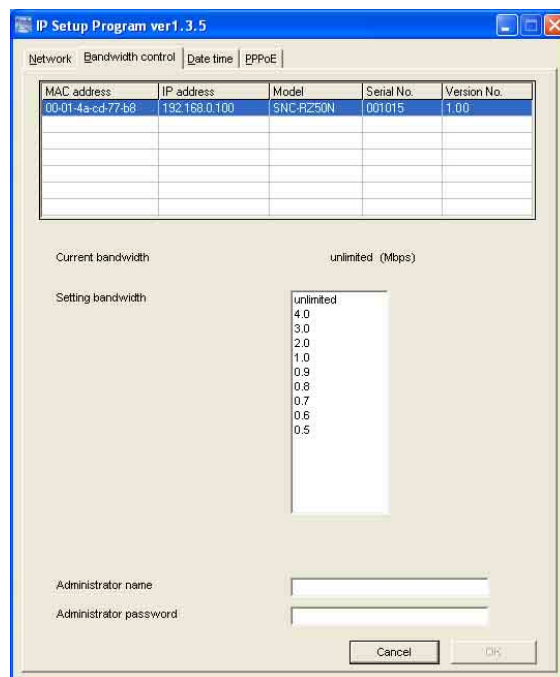 IP Setup Program ver1.3.5
Network Bandwidth control Date time PPPoE
MAC address IP address Model Serial No. Version No.
00-01-4a-cd-77-b8 192.168.0.100 SNC-RZ50N 001015 1.00
Current bandwidth unlimited (Mbps)
Setting bandwidth unlimited
4.0
3.0
2.0
1.0
0.9
0.8
0.7
0.6
0.5
Administrator name
Administrator password
Cancel OK